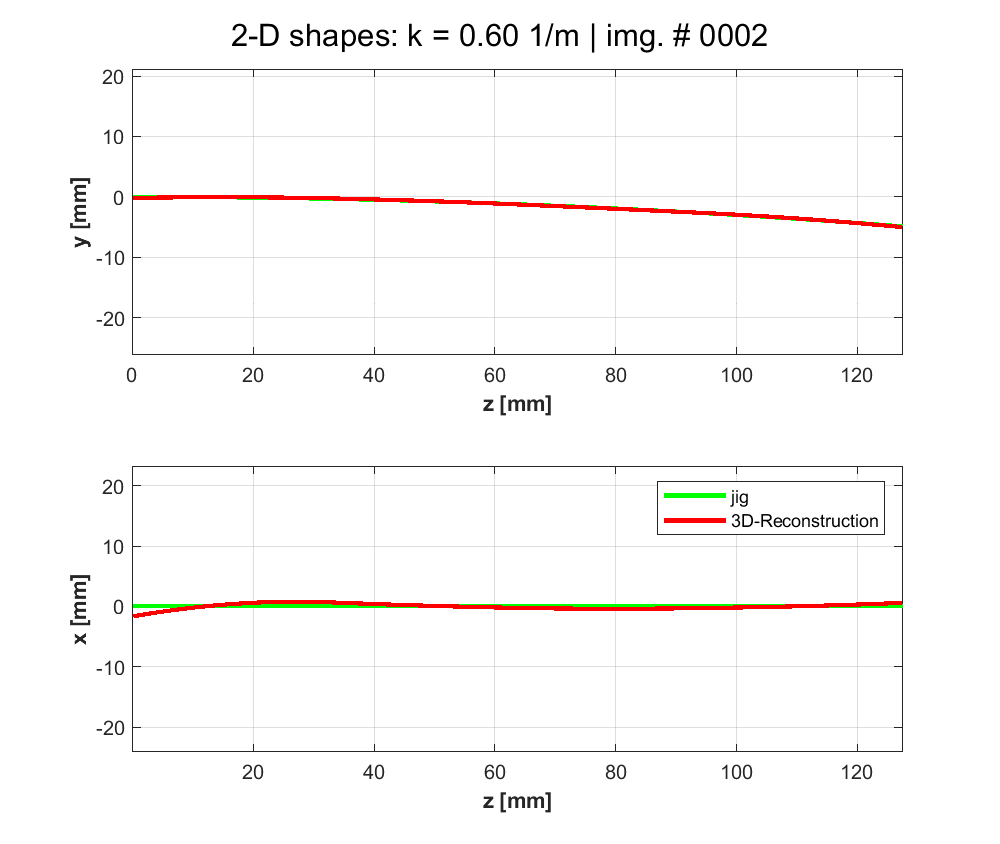 2-D shapes: k = 0.60 1/m | img. # 0002
20
10
0
-10
-20
y [mm]
0 20 40 60 80 100 120
z [mm]
20
10
0
-10
-20
x [mm]
jig
3D-Reconstruction
20 40 60 80 100 120
z [mm]